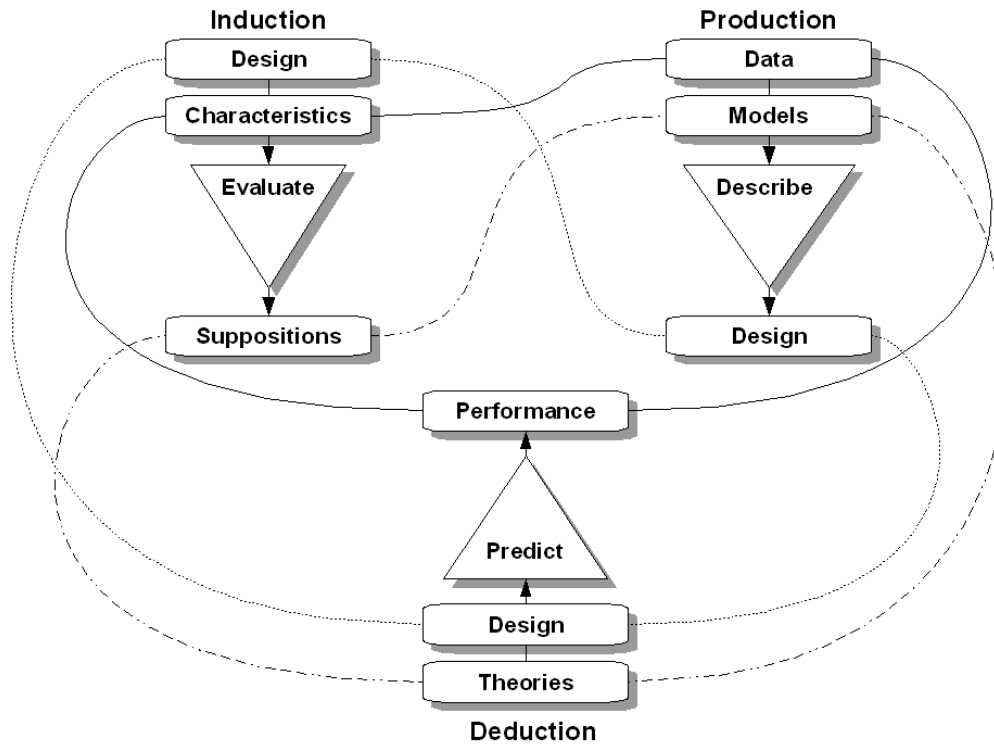 Induction
Production
Design
Data
Characteristics
Models
Evaluate
Describe
Suppositions
Design
Performance
Predict
Design
Theories
Deduction